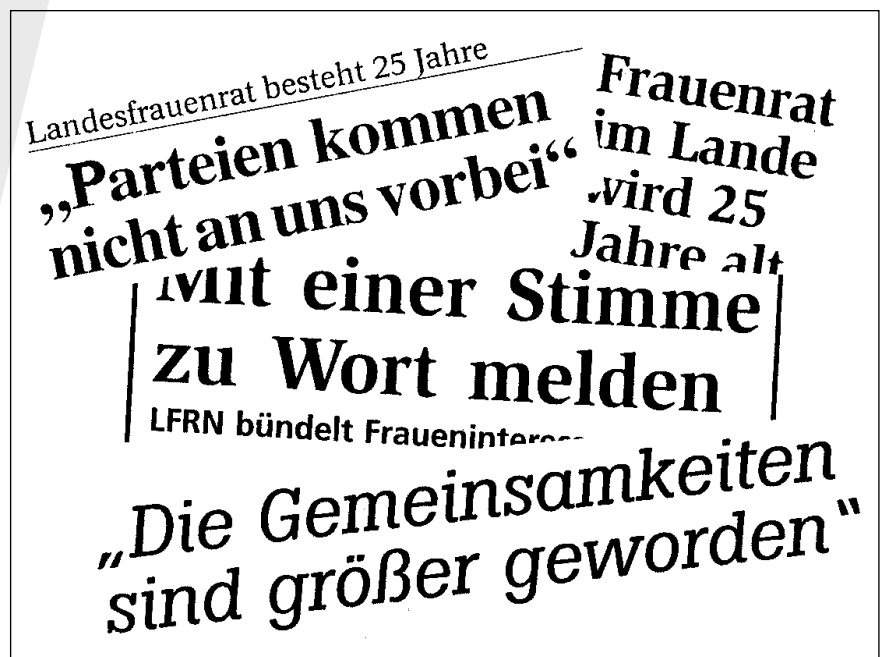 Landesfrauenrat besteht 25 Jahre
„Parteien kommen
nicht an uns vorbei“
Frauenrat
im Lande
wird 25
Jahre alt
Mit einer Stimme
zu Wort melden
LFRN bündelt
„Die Gemeinsamkeiten
sind größer geworden“